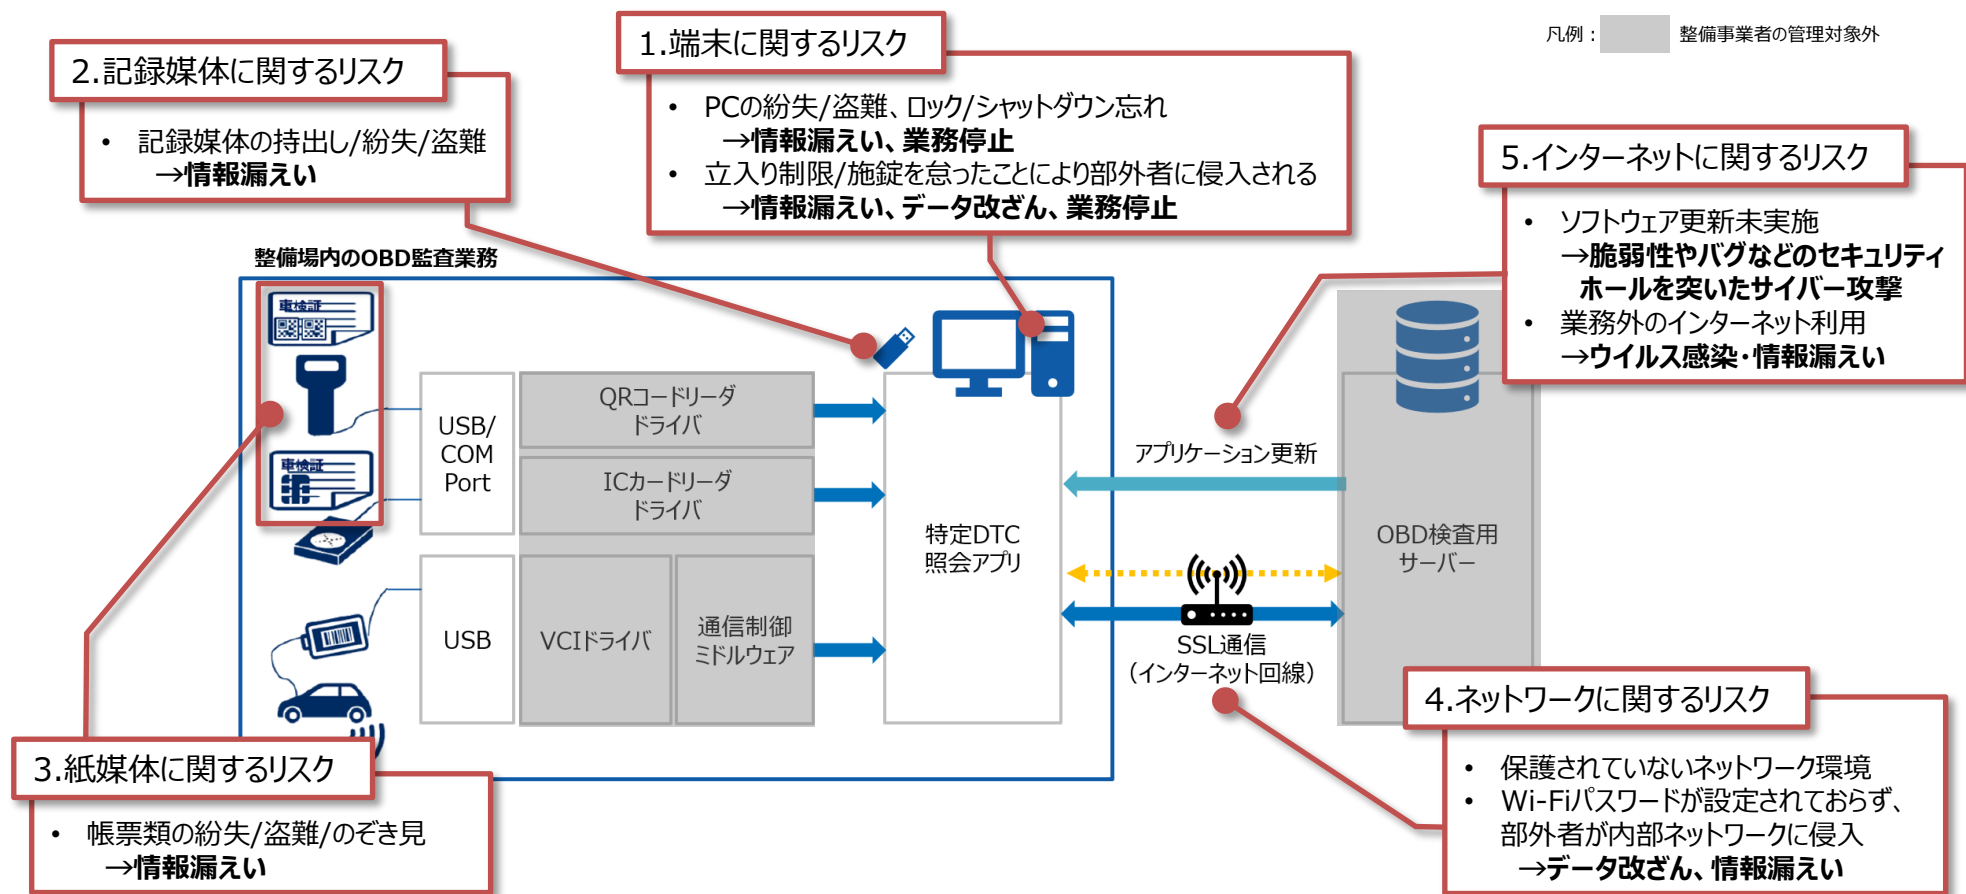 凡例：
整備事業者の管理対象外
1.端末に関するリスク
• PCの紛失/盗難、ロック/シャットダウン忘れ
→情報漏えい、業務停止
• 立入り制限/施錠を怠ったことにより部外者に侵入される
→情報漏えい、データ改ざん、業務停止
2.記録媒体に関するリスク
• 記録媒体の持出し/紛失/盗難
→情報漏えい
5.インターネットに関するリスク
• ソフトウェア更新未実施
→脆弱性やバグなどのセキュリティ
ホールを突いたサイバー攻撃
• 業務外のインターネット利用
→ウイルス感染・情報漏えい
整備場内のOBD監査業務
車検証
車検証
USB/
COM
Port
QRコードリーダ
ドライバ
ICカードリーダ
ドライバ
USB
VCIドライバ
通信制御
ミドルウェア
特定DTC
照会アプリ
アプリケーション更新
SSL通信
（インターネット回線）
OBD検査用
サーバー
3.紙媒体に関するリスク
• 帳票類の紛失/盗難/のぞき見
→情報漏えい
4.ネットワークに関するリスク
• 保護されていないネットワーク環境
• Wi-Fiパスワードが設定されておらず、
部外者が内部ネットワークに侵入
→データ改ざん、情報漏えい